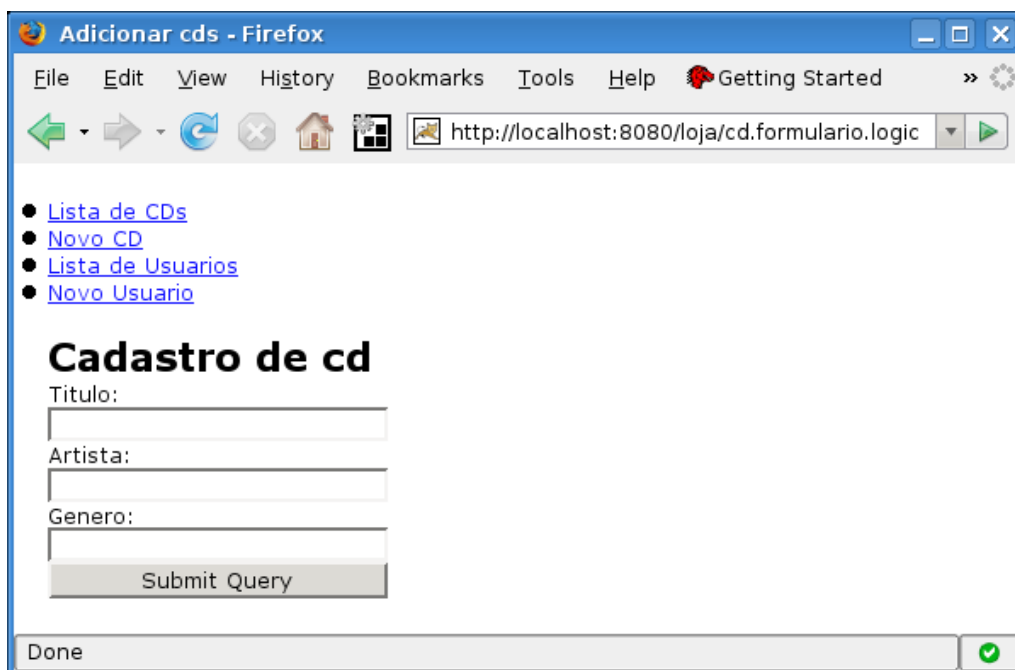 Adicionar cds - Firefox
File Edit View History Bookmarks Tools Help Getting Started »
http://localhost:8080/loja/cd.formulario.logic
Lista de CDs
Novo CD
Lista de Usuarios
Novo Usuario
Cadastro de cd
Titulo:
Artista:
Genero:
Submit Query
Done